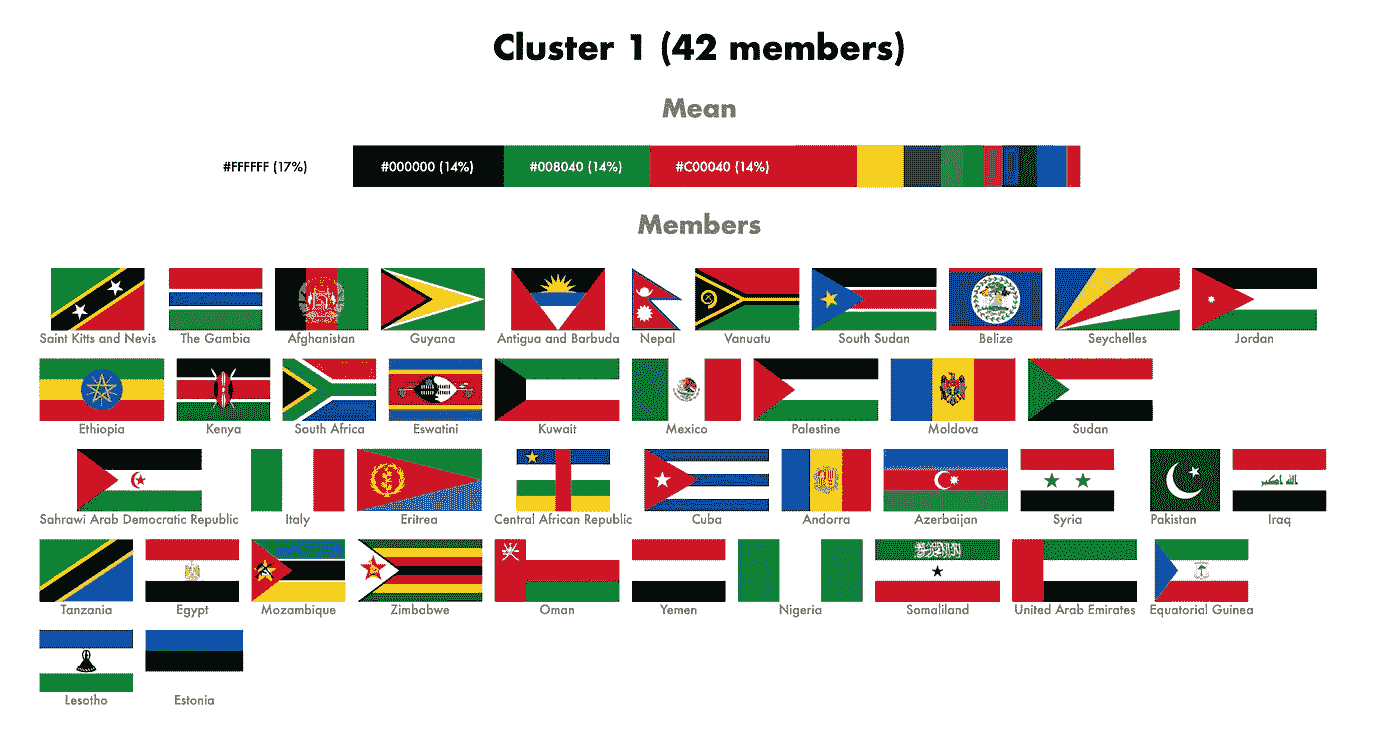 Cluster 1 (42 members)
Mean
#FFFFFF (17%) #000000 (14%) #008040 (14%) #C00040 (14%)
Members
Saint Kitts and Nevis The Gambia Afghanistan Guyana Antigua and Barbuda Nepal Vanuatu South Sudan Belize Seychelles Jordan
Ethiopia Kenya South Africa Eswatini Kuwait Mexico Palestine Moldova Sudan
Sahrawi Arab Democratic Republic Italy Eritrea Central African Republic Cuba Andorra Azerbaijan Syria Pakistan Iraq
Tanzania Egypt Mozambique Zimbabwe Oman Yemen Nigeria Somaliland United Arab Emirates Equatorial Guinea
Lesotho Estonia